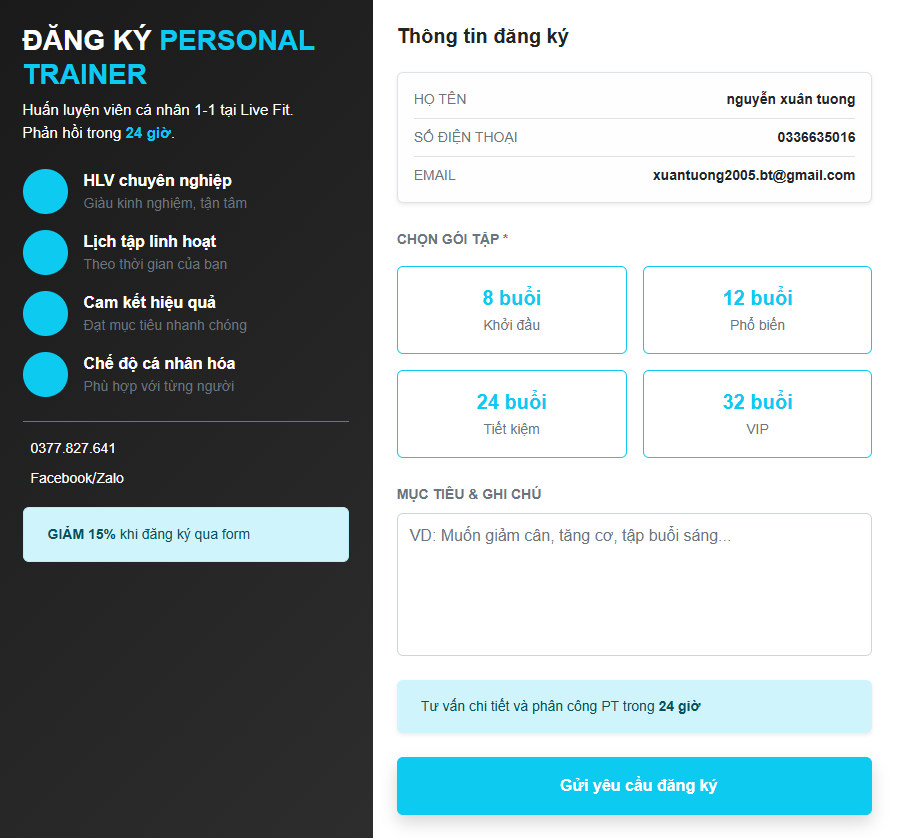 ĐĂNG KÝ PERSONAL
TRAINER
Huấn luyện viên cá nhân 1-1 tại Live Fit.
Phản hồi trong 24 giờ.
HLV chuyên nghiệp
Giàu kinh nghiệm, tận tâm
Lịch tập linh hoạt
Theo thời gian của bạn
Cam kết hiệu quả
Đạt mục tiêu nhanh chóng
Chế độ cá nhân hóa
Phù hợp với từng người
0377.827.641
Facebook/Zalo
GIẢM 15% khi đăng ký qua form
Thông tin đăng ký
HỌ TÊN nguyễn xuân tuong
SỐ ĐIỆN THOẠI 0336635016
EMAIL xuantuong2005.bt@gmail.com
CHỌN GÓI TẬP *
8 buổi
Khởi đầu
12 buổi
Phổ biến
24 buổi
Tiết kiệm
32 buổi
VIP
MỤC TIÊU & GHI CHÚ
VD: Muốn giảm cân, tăng cơ, tập buổi sáng...
Tư vấn chi tiết và phân công PT trong 24 giờ
Gửi yêu cầu đăng ký